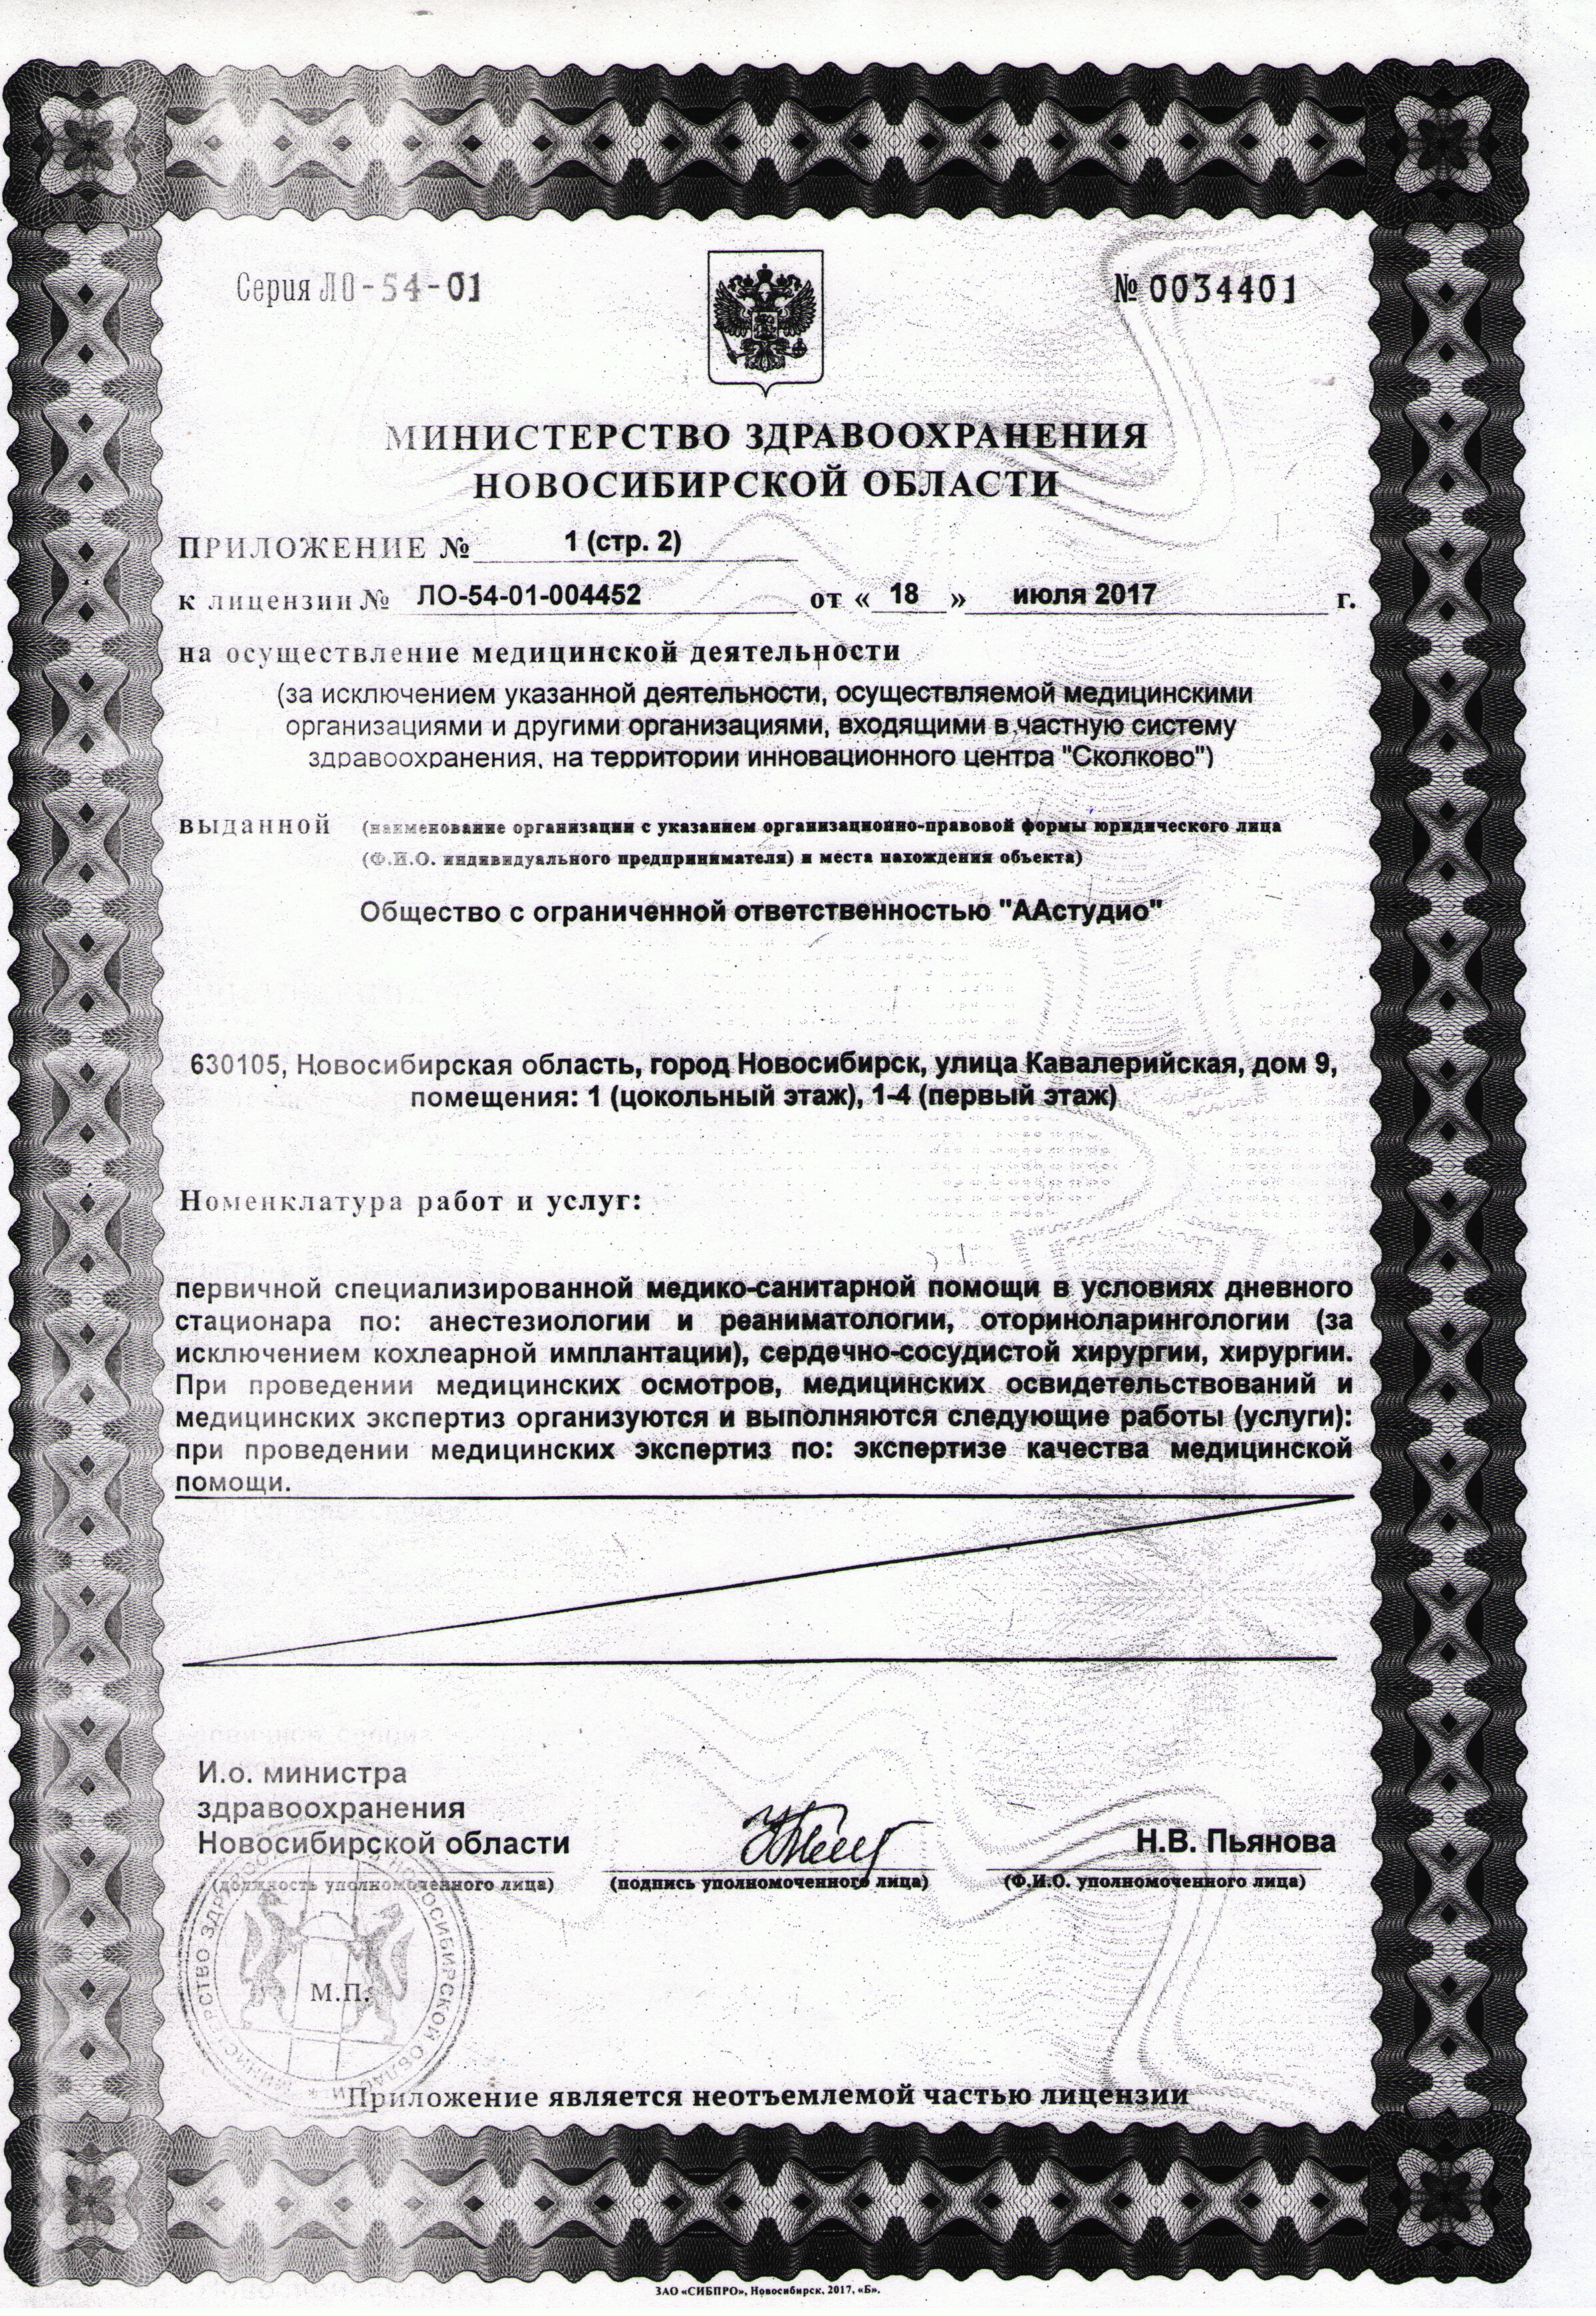 Серия ЛО-54-01
№ 0034401
МИНИСТЕРСТВО ЗДРАВООХРАНЕНИЯ
НОВОСИБИРСКОЙ ОБЛАСТИ
ПРИЛОЖЕНИЕ № 1 (стр. 2)
к лицензии № ЛО-54-01-004452 от « 18 » июля 2017 г.
на осуществление медицинской деятельности
(за исключением указанной деятельности, осуществляемой медицинскими
организациями и другими организациями, входящими в частную систему
здравоохранения, на территории инновационного центра "Сколково")
выданной (наименование организации с указанием организационно-правовой формы юридического лица
(Ф.И.О. индивидуального предпринимателя) и места нахождения объекта)
Общество с ограниченной ответственностью "ААстудио"
630105, Новосибирская область, город Новосибирск, улица Кавалерийская, дом 9,
помещения: 1 (цокольный этаж), 1-4 (первый этаж)
Номенклатура работ и услуг:
первичной специализированной медико-санитарной помощи в условиях дневного
стационара по: анестезиологии и реаниматологии, оториноларингологии (за
исключением кохлеарной имплантации), сердечно-сосудистой хирургии, хирургии.
При проведении медицинских осмотров, медицинских освидетельствований и
медицинских экспертиз организуются и выполняются следующие работы (услуги):
при проведении медицинских экспертиз по: экспертизе качества медицинской
помощи.
И.о. министра
здравоохранения
Новосибирской области
Н.В. Пьянова
(должность уполномоченного лица)
(подпись уполномоченного лица)
(Ф.И.О. уполномоченного лица)
М.П.
Приложение является неотъемлемой частью лицензии
ЗАО «СИБПРО», Новосибирск, 2017, «Б».